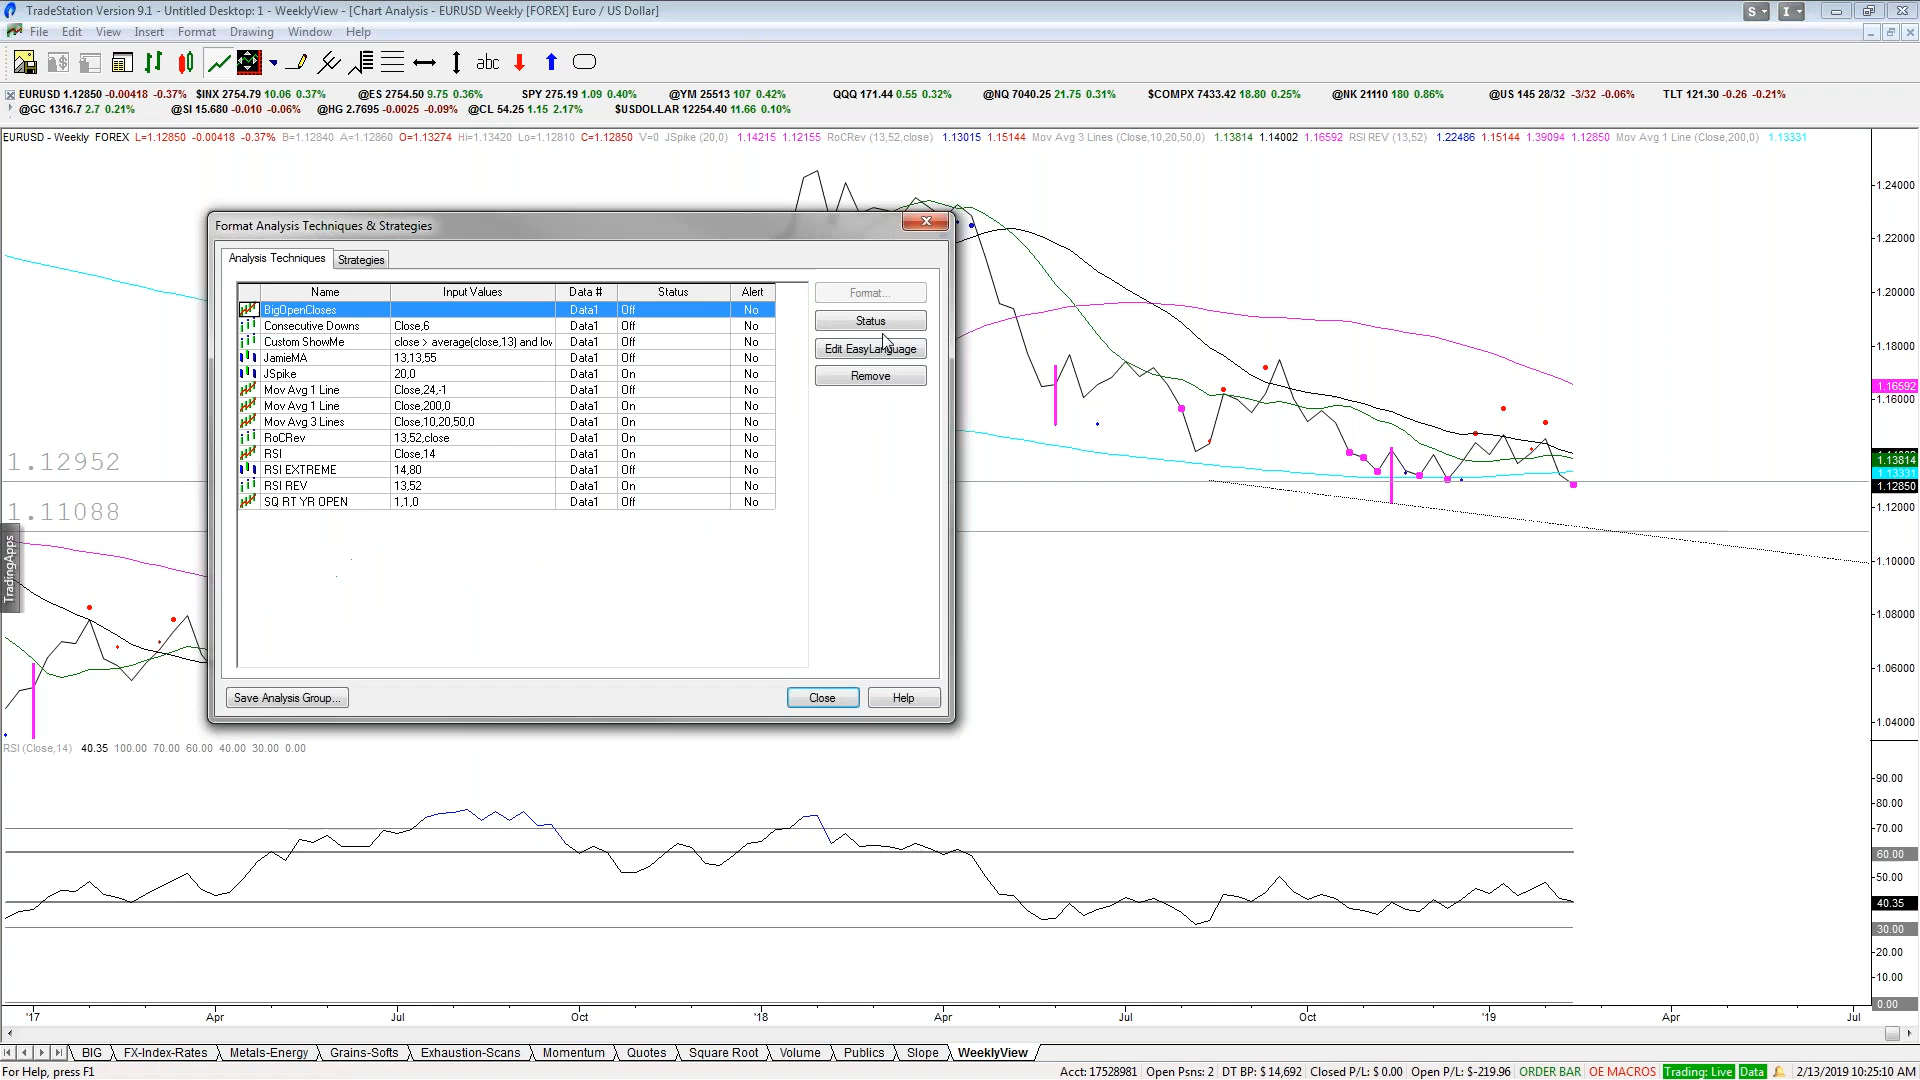 TradeStation Version 9.1 - Untitled Desktop: 1 - WeeklyView - [Chart Analysis - EURUSD Weekly [FOREX] Euro / US Dollar]
S I
File Edit View Insert Format Drawing Window Help
abc
EURUSD 1.12850 -0.00418 -0.37% $INX 2754.79 10.06 0.37% @ES 2754.50 9.75 0.36% SPY 275.19 1.09 0.40% @YM 25513 107 0.42% QQQ 171.44 0.55 0.32% @NQ 7040.25 21.75 0.31% $COMPX 7433.42 18.80 0.25% @NK 21110 180 0.86% @US 145 28/32 -3/32 -0.06% TLT 121.30 -0.26 -0.21%
@GC 1316.7 2.7 0.21% @SI 15.680 -0.010 -0.06% @HG 2.7695 -0.0025 -0.09% @CL 54.25 1.15 2.17% $USDOLLAR 12254.40 11.66 0.10%
EURUSD - Weekly FOREX L=1.12850 -0.00418 -0.37% B=1.12840 A=1.12860 O=1.13274 Hi=1.13420 Lo=1.12810 C=1.12850 V=0 JSpike (20,0) 1.14215 1.12155 RoCRev (13,52,close) 1.13015 1.15144 Mov Avg 3 Lines (Close,10,20,50,0) 1.13814 1.14002 1.16592 RSI REV (13,52) 1.22486 1.15144 1.39094 1.12850 Mov Avg 1 Line (Close,200,0) 1.13331
1.24000
1.22000
1.20000
1.18000
1.16592
1.16000
1.13814
1.13331
1.12850
1.12000
1.10000
1.08000
1.06000
1.04000
1.12952
1.11088
TradingApps
Format Analysis Techniques & Strategies
Analysis Techniques Strategies
Name Input Values Data # Status Alert
BigOpenCloses Data1 Off No
Consecutive Downs Close,6 Data1 Off No
Custom ShowMe close > average(close,13) and lov Data1 Off No
JamieMA 13,13,55 Data1 Off No
JSpike 20,0 Data1 On No
Mov Avg 1 Line Close,24,-1 Data1 Off No
Mov Avg 1 Line Close,200,0 Data1 On No
Mov Avg 3 Lines Close,10,20,50,0 Data1 On No
RoCRev 13,52,close Data1 On No
RSI Close,14 Data1 On No
RSI EXTREME 14,80 Data1 Off No
RSI REV 13,52 Data1 On No
SQ RT YR OPEN 1,1,0 Data1 Off No
Format...
Status
Edit EasyLanguage
Remove
Save Analysis Group... Close Help
RSI (Close,14) 40.35 100.00 70.00 60.00 40.00 30.00 0.00
90.00
80.00
70.00
60.00
50.00
40.35
30.00
20.00
10.00
0.00
'17 Apr Jul Oct '18 Apr Jul Oct '19 Apr Jul
BIG FX-Index-Rates Metals-Energy Grains-Softs Exhaustion-Scans Momentum Quotes Square Root Volume Publics Slope WeeklyView
For Help, press F1 Acct: 17528981 Open Psns: 2 DT BP: $ 14,692 Closed P/L: $ 0.00 Open P/L: $-219.96 ORDER BAR OE MACROS Trading: Live Data 2/13/2019 10:25:10 AM